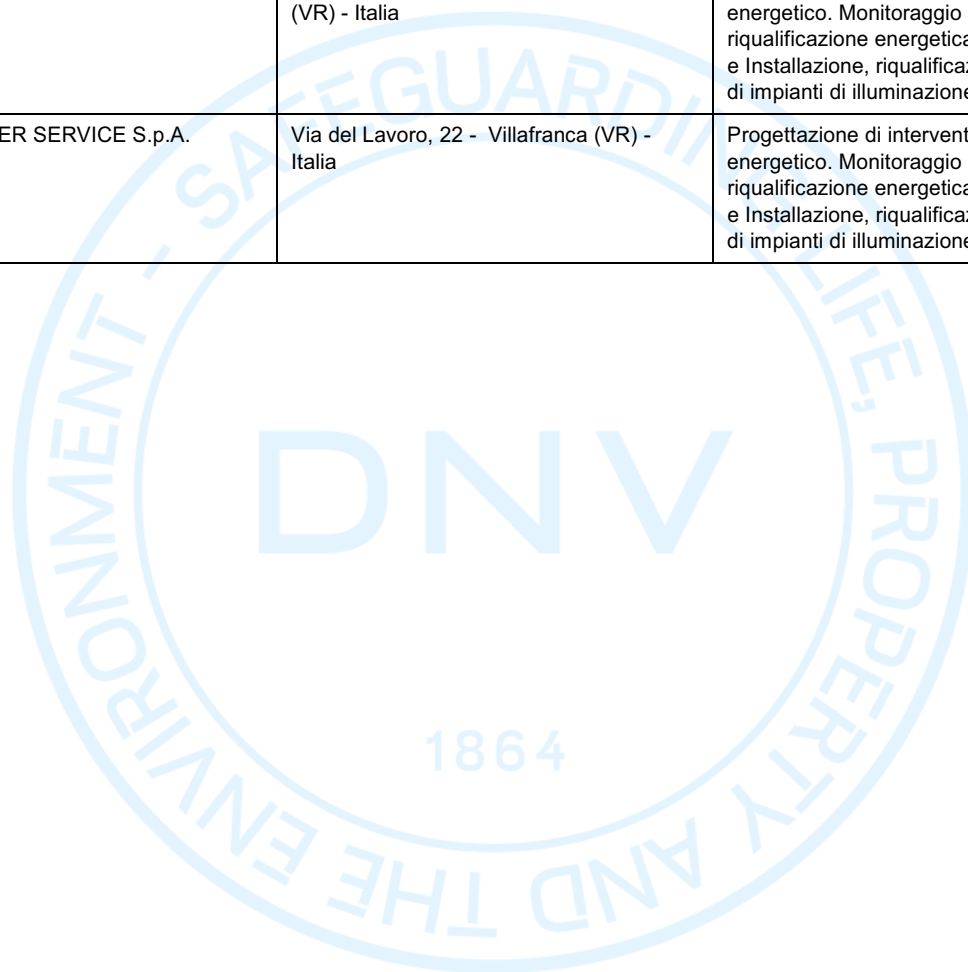 (VR) - Italia
energetico. Monitoraggio
riqualificazione energetica
e Installazione, riqualifica
di impianti di illuminazione
ER SERVICE S.p.A.
Via del Lavoro, 22 - Villafranca (VR) -
Italia
Progettazione di intervent
energetico. Monitoraggio
riqualificazione energetica
e Installazione, riqualifica
di impianti di illuminazione
SAFEGUARDING LIFE, PROPERTY AND THE ENVIRONMENT -
DNV
1864